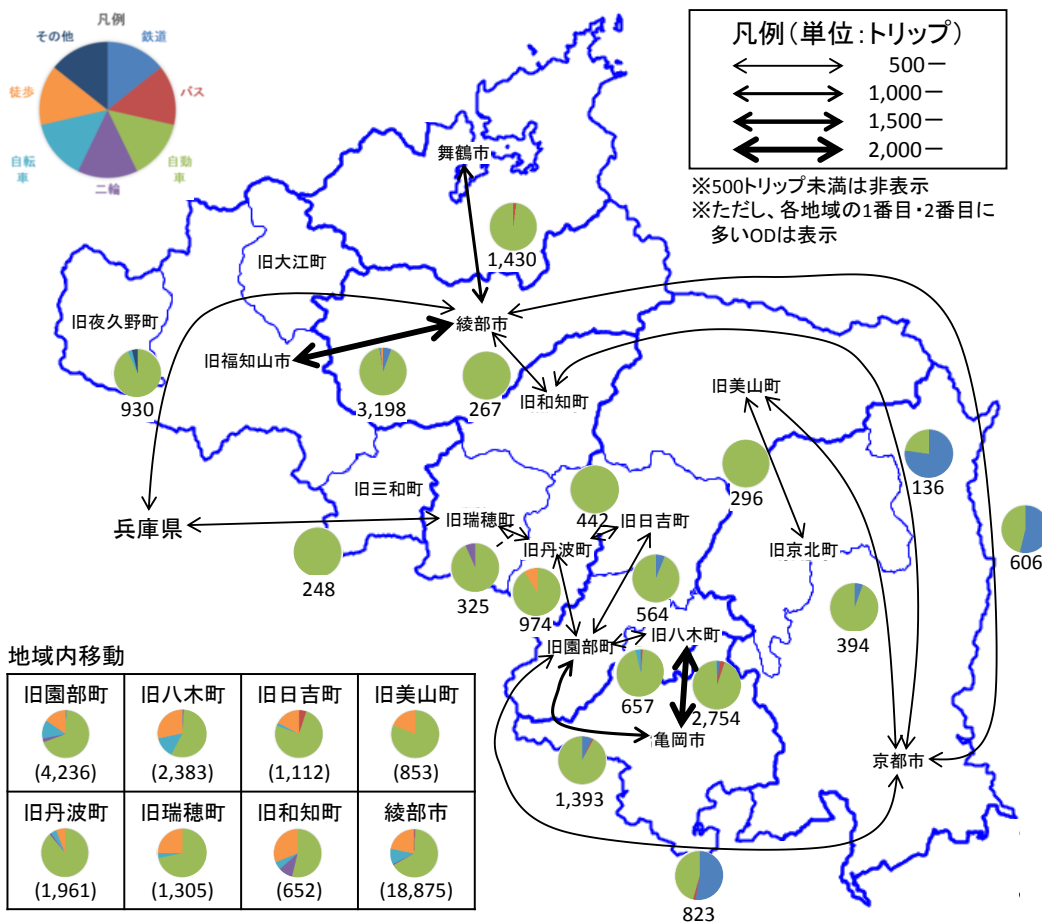 凡例
その他
鉄道
徒歩
バス
自転
車
自動
車
二輪
凡例(単位:トリップ)
500ー
1,000ー
1,500ー
2,000ー
※500トリップ未満は非表示
※ただし、各地域の1番目・2番目に
多いODは表示
舞鶴市
1,430
旧大江町
旧夜久野町
綾部市
旧福知山市
930
3,198
267
旧和知町
旧美山町
136
296
旧三和町
兵庫県
442
旧瑞穂町
旧日吉町
旧丹波町
旧京北町
606
248
325
974
564
394
旧園部町
旧八木町
657
2,754
亀岡市
京都市
1,393
823
地域内移動
旧園部町
旧八木町
旧日吉町
旧美山町
(4,236)
(2,383)
(1,112)
(853)
旧丹波町
旧瑞穂町
旧和知町
綾部市
(1,961)
(1,305)
(652)
(18,875)